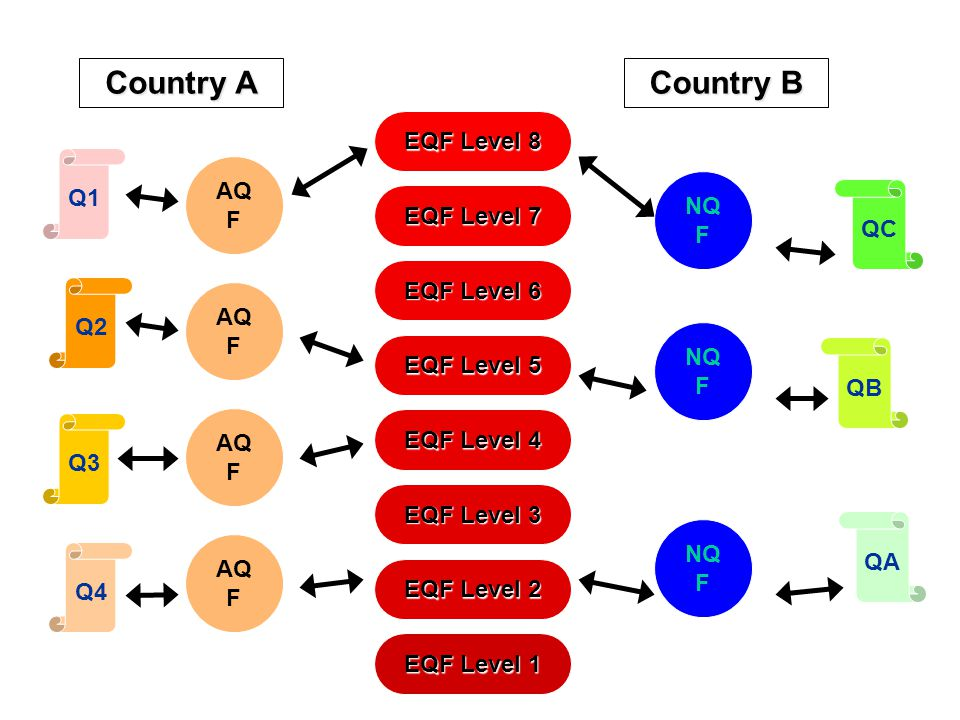 Country A
Country B
EQF Level 8
EQF Level 7
EQF Level 6
EQF Level 5
EQF Level 4
EQF Level 3
EQF Level 2
EQF Level 1
Q1
AQ
F
Q2
AQ
F
Q3
AQ
F
Q4
AQ
F
NQ
F
QC
NQ
F
QB
NQ
F
QA